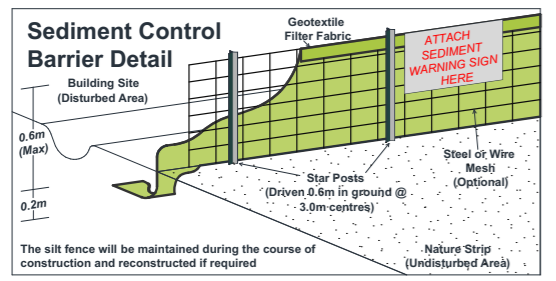 Sediment Control
Barrier Detail
Geotextile
Filter Fabric
ATTACH
SEDIMENT
WARNING SIGN
HERE
Building Site
(Disturbed Area)
0.6m
(Max)
0.2m
Steel or Wire
Mesh
(Optional)
Star Posts
(Driven 0.6m in ground @
3.0m centres)
The silt fence will be maintained during the course of
construction and reconstructed if required
Nature Strip
(Undisturbed Area)